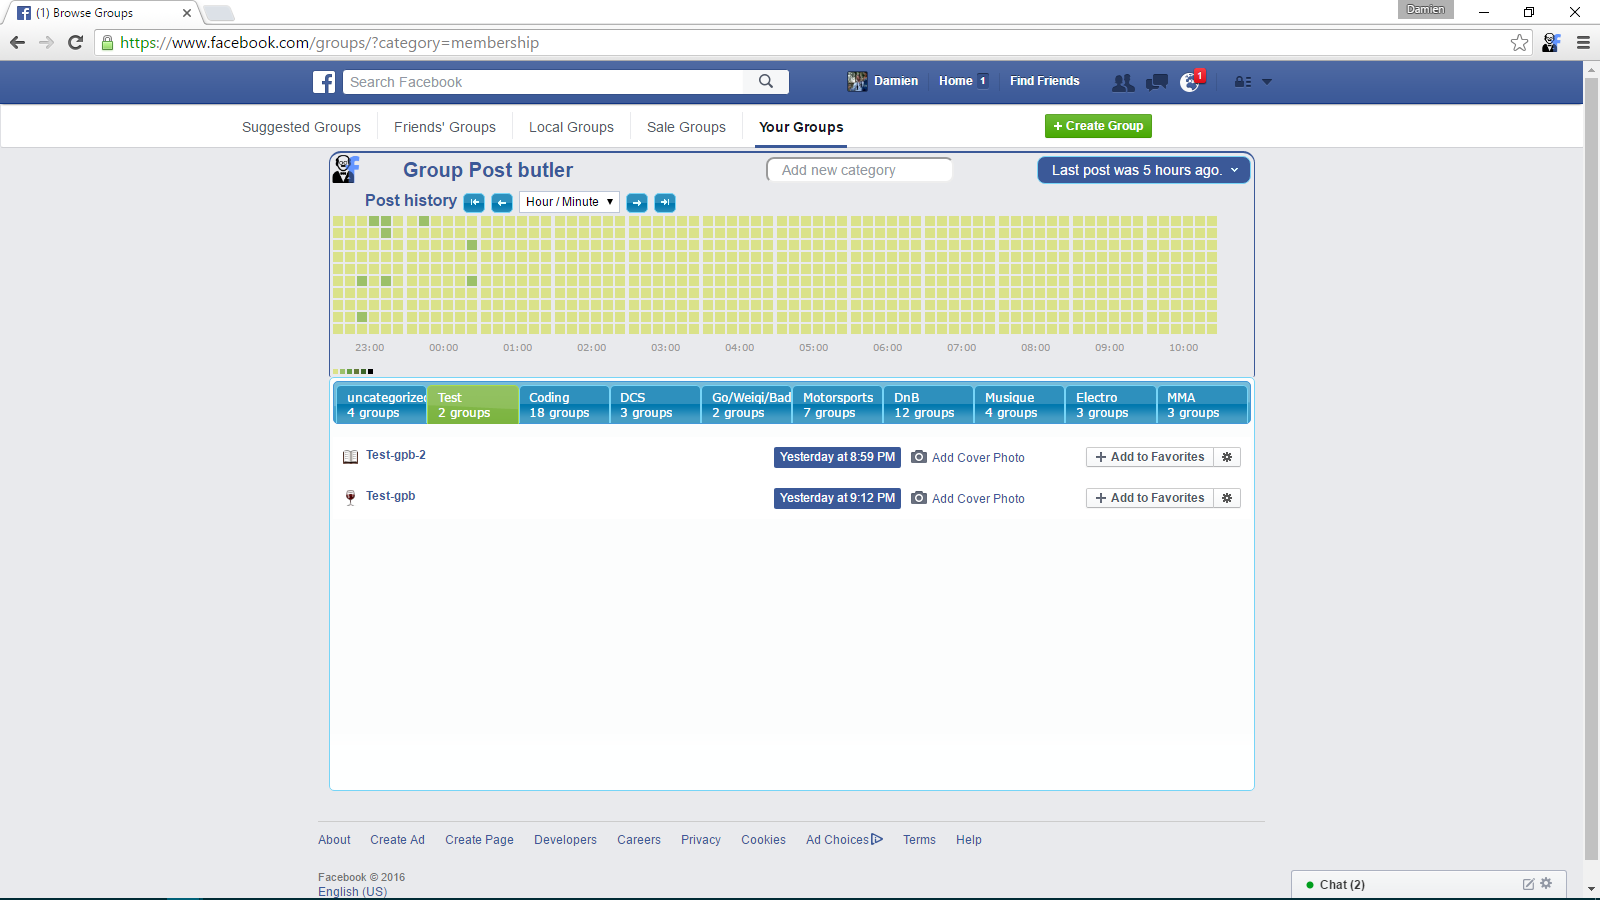 (1) Browse Groups
Damien
https://www.facebook.com/groups/?category=membership
Search Facebook
Damien
Home 1
Find Friends
1
Suggested Groups
Friends' Groups
Local Groups
Sale Groups
Your Groups
+ Create Group
Group Post butler
Add new category
Last post was 5 hours ago.
Post history
Hour / Minute
23:00 00:00 01:00 02:00 03:00 04:00 05:00 06:00 07:00 08:00 09:00 10:00
uncategorized
4 groups
Test
2 groups
Coding
18 groups
DCS
3 groups
Go/Weiqi/Bad
2 groups
Motorsports
7 groups
DnB
12 groups
Musique
4 groups
Electro
3 groups
MMA
3 groups
Test-gpb-2
Yesterday at 8:59 PM
Add Cover Photo
+ Add to Favorites
Test-gpb
Yesterday at 9:12 PM
Add Cover Photo
+ Add to Favorites
About Create Ad Create Page Developers Careers Privacy Cookies Ad Choices Terms Help
Facebook © 2016
English (US)
Chat (2)